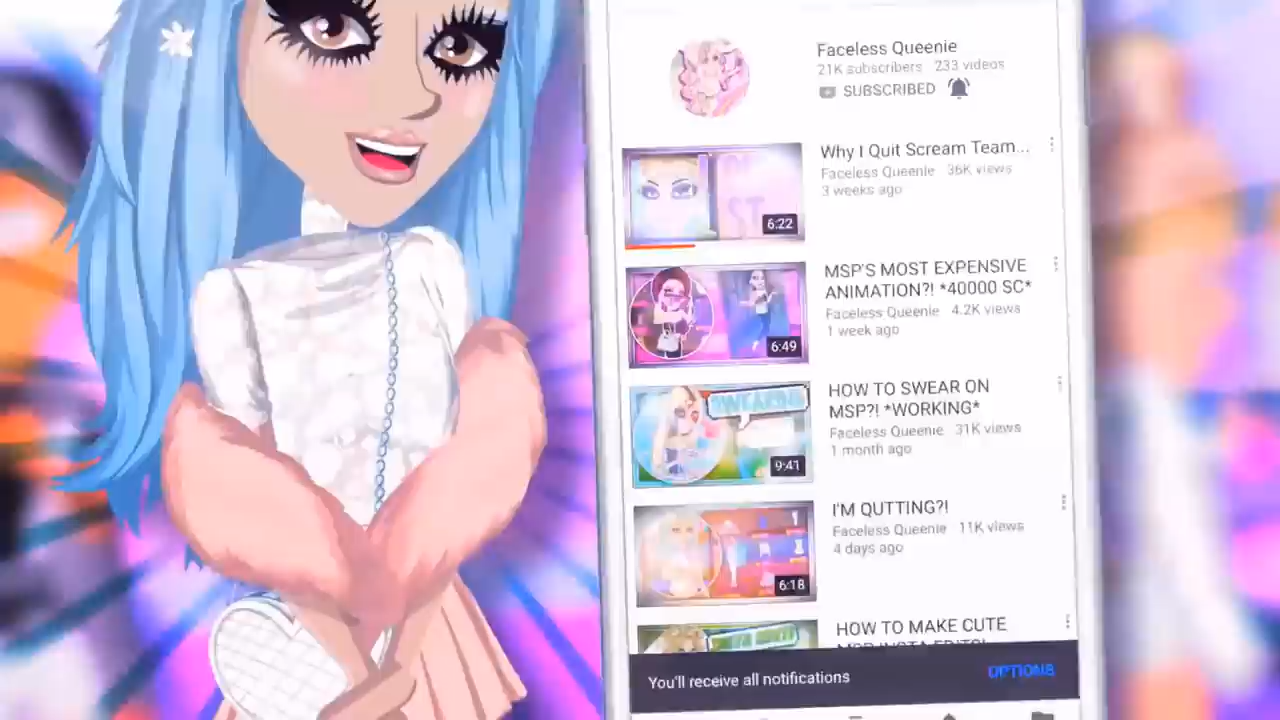 Faceless Queenie
21K subscribers 233 videos
SUBSCRIBED
Why I Quit Scream Team...
Faceless Queenie 36K views
3 weeks ago
6:22
MSP'S MOST EXPENSIVE
ANIMATION?! *40000 SC*
Faceless Queenie 4.2K views
1 week ago
6:49
HOW TO SWEAR ON
MSP?! *WORKING*
Faceless Queenie 31K views
1 month ago
9:41
I'M QUTTING?!
Faceless Queenie 11K views
4 days ago
6:18
HOW TO MAKE CUTE
You'll receive all notifications
OPTIONS